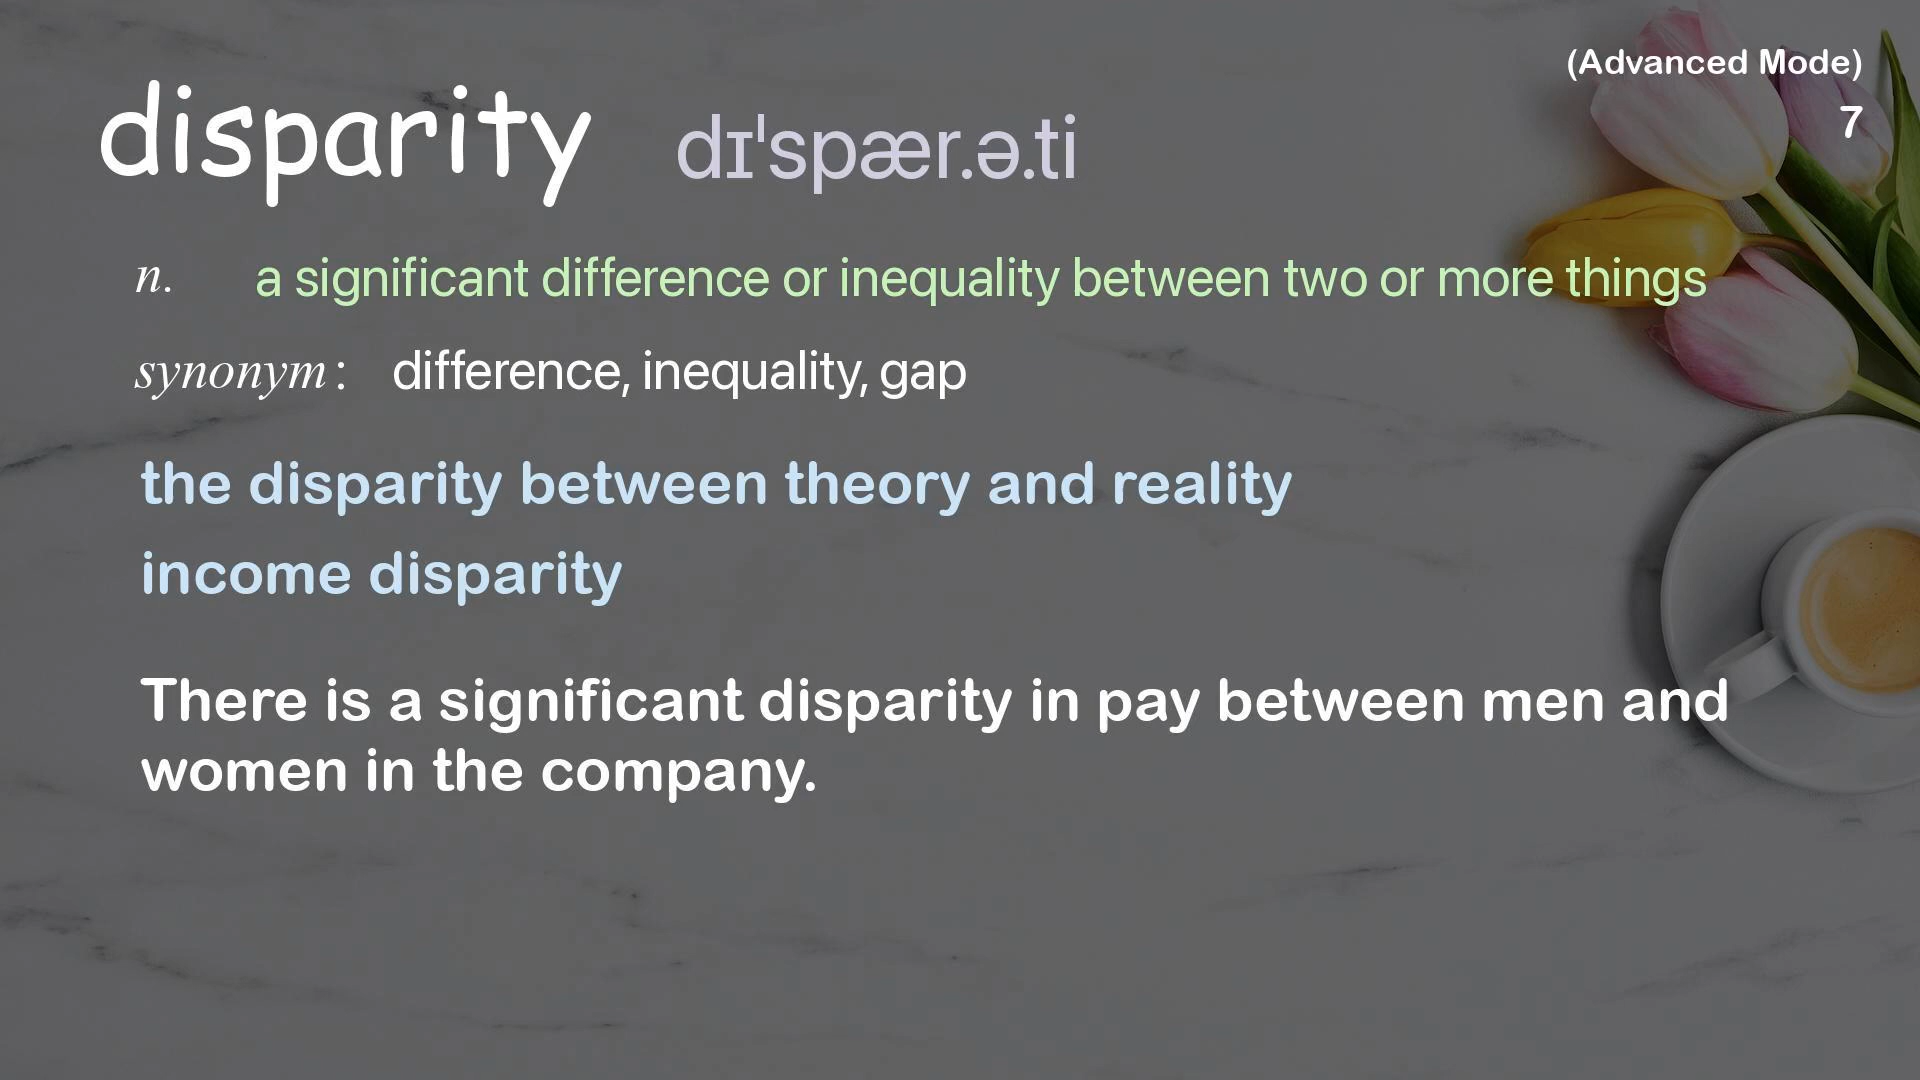 (Advanced Mode)
7
disparity dɪˈspær.ə.ti
n. a significant difference or inequality between two or more things
synonym: difference, inequality, gap
the disparity between theory and reality
income disparity
There is a significant disparity in pay between men and
women in the company.